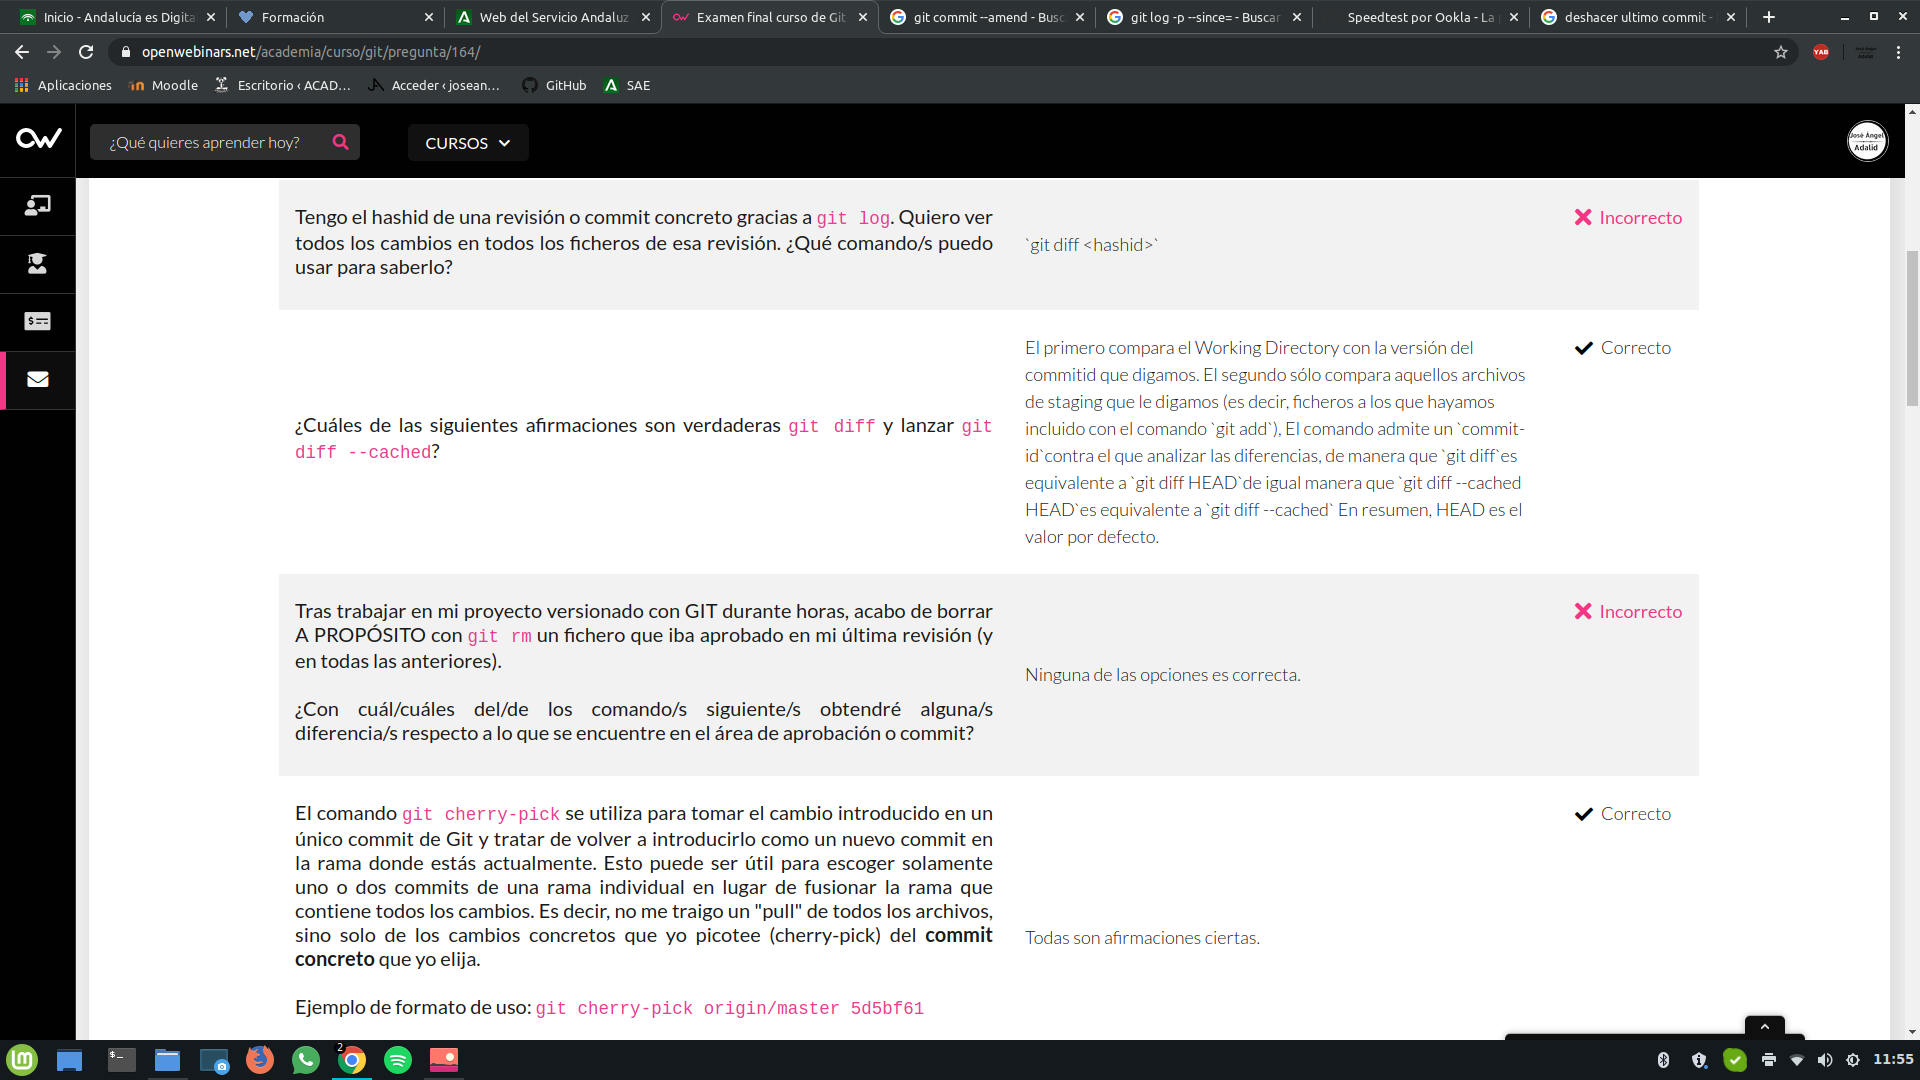 Inicio - Andalucía es Digita
Formación
Web del Servicio Andaluz
Examen final curso de Git
git commit --amend - Bus
git log -p --since= - Buscar
Speedtest por Ookla - La
deshacer ultimo commit -
openwebinars.net/academia/curso/git/pregunta/164/
Aplicaciones
Moodle
Escritorio ‹ ACAD...
Acceder ‹ josean...
GitHub
SAE
¿Qué quieres aprender hoy?
CURSOS
José Ángel
Adalid
Tengo el hashid de una revisión o commit concreto gracias a git log. Quiero ver
todos los cambios en todos los ficheros de esa revisión. ¿Qué comando/s puedo
usar para saberlo?
`git diff <hashid>`
Incorrecto
¿Cuáles de las siguientes afirmaciones son verdaderas git diff y lanzar git
diff --cached?
El primero compara el Working Directory con la versión del
commitid que digamos. El segundo sólo compara aquellos archivos
de staging que le digamos (es decir, ficheros a los que hayamos
incluido con el comando `git add`), El comando admite un `commit-
id`contra el que analizar las diferencias, de manera que `git diff`es
equivalente a `git diff HEAD`de igual manera que `git diff --cached
HEAD`es equivalente a `git diff --cached` En resumen, HEAD es el
valor por defecto.
Correcto
Tras trabajar en mi proyecto versionado con GIT durante horas, acabo de borrar
A PROPÓSITO con git rm un fichero que iba aprobado en mi última revisión (y
en todas las anteriores).
¿Con cuál/cuáles del/de los comando/s siguiente/s obtendré alguna/s
diferencia/s respecto a lo que se encuentre en el área de aprobación o commit?
Ninguna de las opciones es correcta.
Incorrecto
El comando git cherry-pick se utiliza para tomar el cambio introducido en un
único commit de Git y tratar de volver a introducirlo como un nuevo commit en
la rama donde estás actualmente. Esto puede ser útil para escoger solamente
uno o dos commits de una rama individual en lugar de fusionar la rama que
contiene todos los cambios. Es decir, no me traigo un "pull" de todos los archivos,
sino solo de los cambios concretos que yo picotee (cherry-pick) del commit
concreto que yo elija.
Ejemplo de formato de uso: git cherry-pick origin/master 5d5bf61
Todas son afirmaciones ciertas.
Correcto
2
11:55